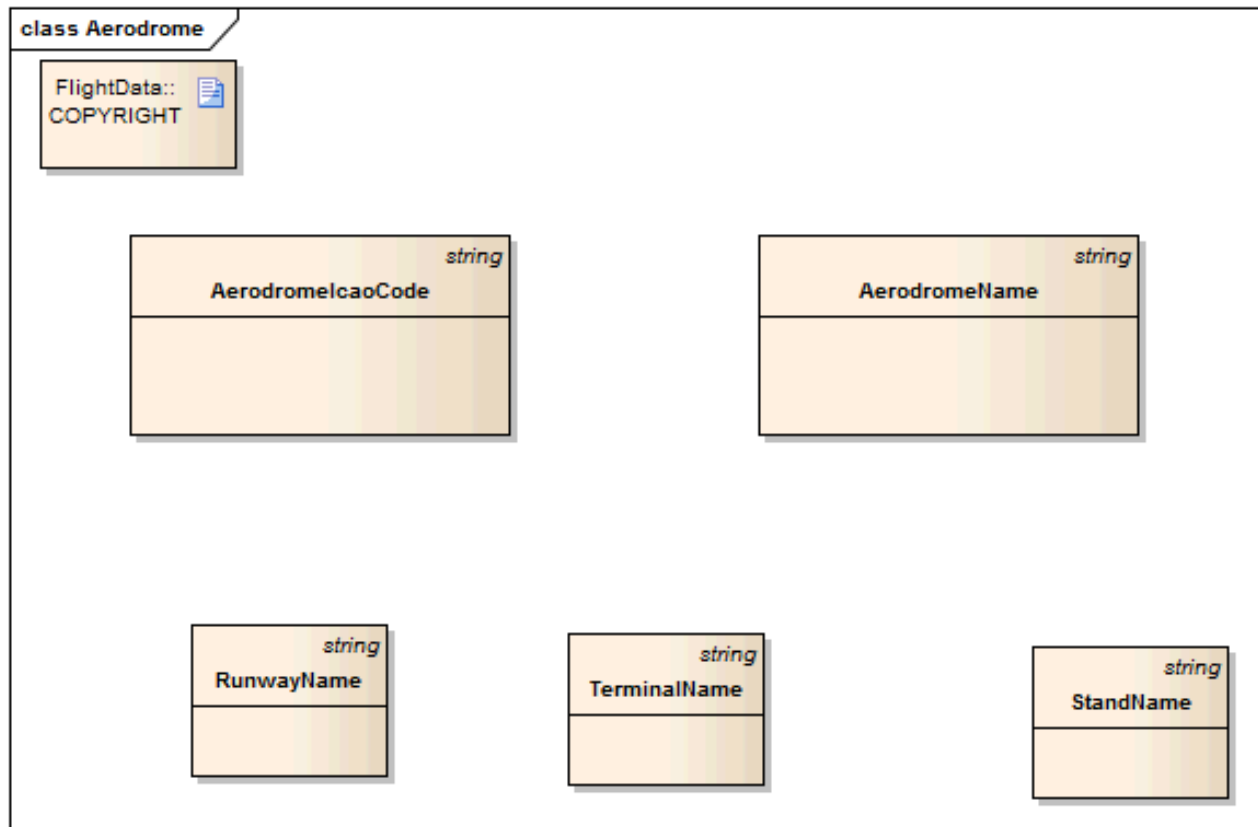 class Aerodrome
FlightData::
COPYRIGHT
string
AerodromeIcaoCode
string
AerodromeName
string
RunwayName
string
TerminalName
string
StandName